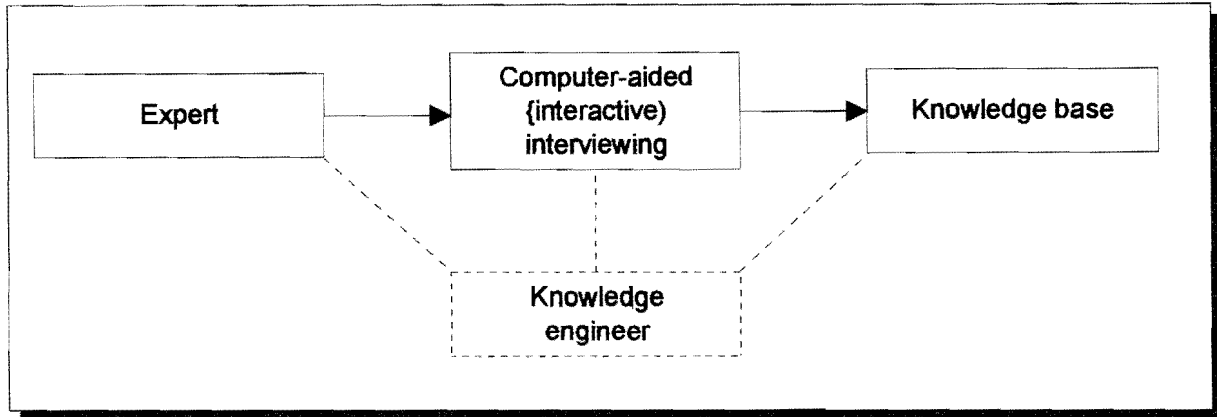 Expert
Computer-aided
{interactive)
interviewing
Knowledge base
Knowledge
engineer